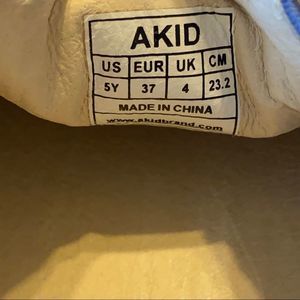 AKID
US EUR UK CM
5Y 37 4 23.2
MADE IN CHINA
www.akidbrand.com